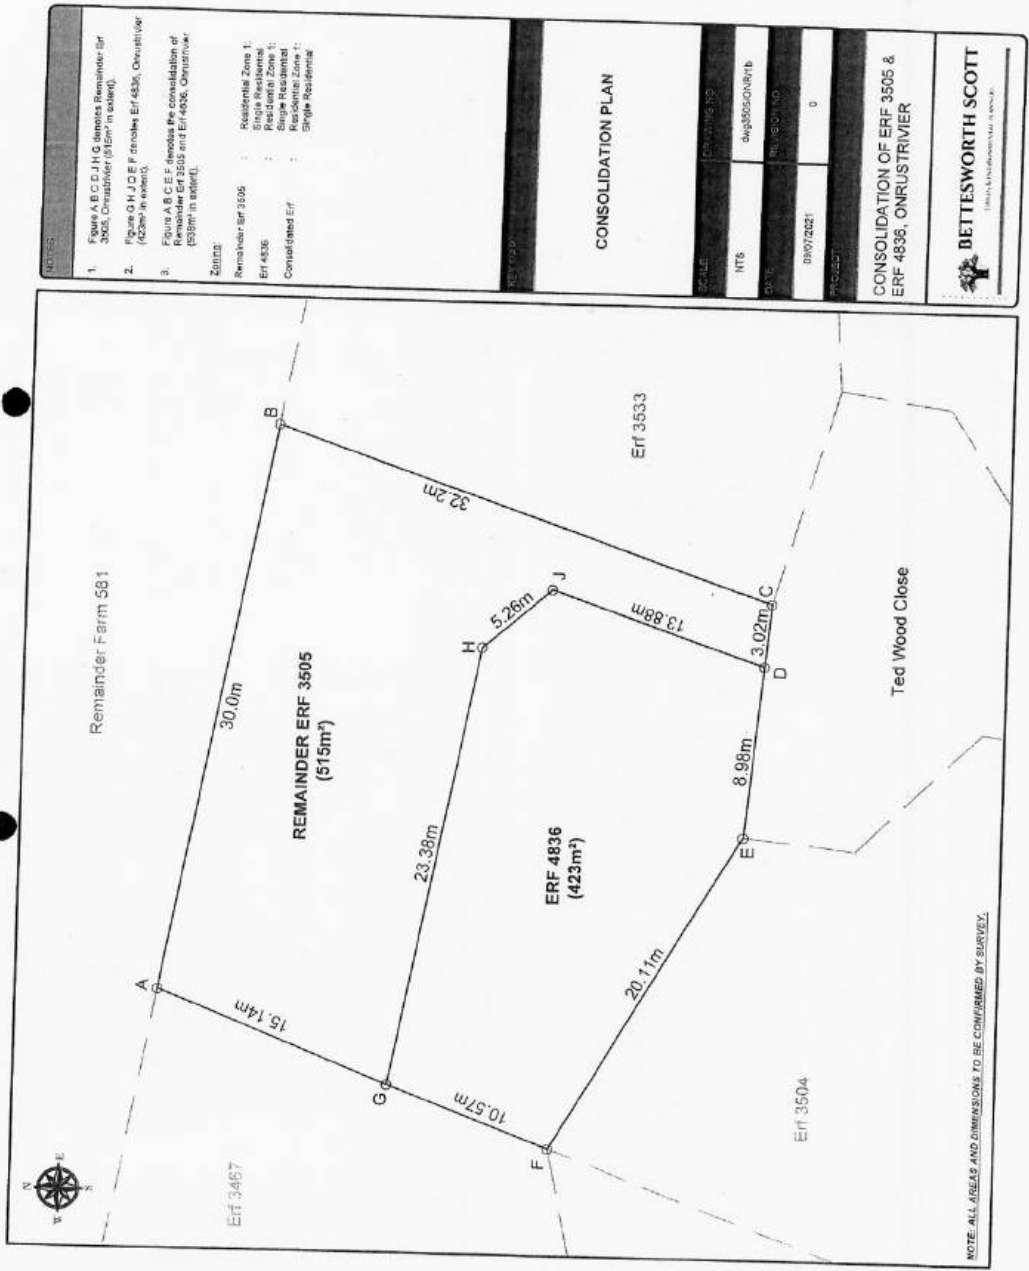 NOTES
1. Figure A B C D J H G denotes Remainder Erf
3505, Onrustrivier (515m² in extent).
2. Figure G H J D E F denotes Erf 4836, Onrustrivier
(423m² in extent).
3. Figure A B C E F denotes the consolidation of
Remainder Erf 3505 and Erf 4836, Onrustrivier
(938m² in extent).
Zoning:
Remainder Erf 3505 : Residential Zone 1:
Single Residential
Erf 4836 : Residential Zone 1:
Single Residential
Consolidated Erf : Residential Zone 1:
Single Residential
CONSOLIDATION PLAN
SCALE
DRAWING NO
NTS
dwg3505/ONR/1b
DATE
REVISION NO
09/07/2021
0
PROJECT
CONSOLIDATION OF ERF 3505 &
ERF 4836, ONRUSTRIVIER
BETTESWORTH SCOTT
N
W
E
S
Remainder Farm 581
A
B
30.0m
15.14m
REMAINDER ERF 3505
(515m²)
32.2m
Erf 3533
Erf 3467
G
23.38m
H
5.26m
J
10.57m
ERF 4836
(423m²)
13.88m
F
20.11m
E
8.98m
D
3.02m
C
Erf 3504
Ted Wood Close
NOTE: ALL AREAS AND DIMENSIONS TO BE CONFIRMED BY SURVEY.